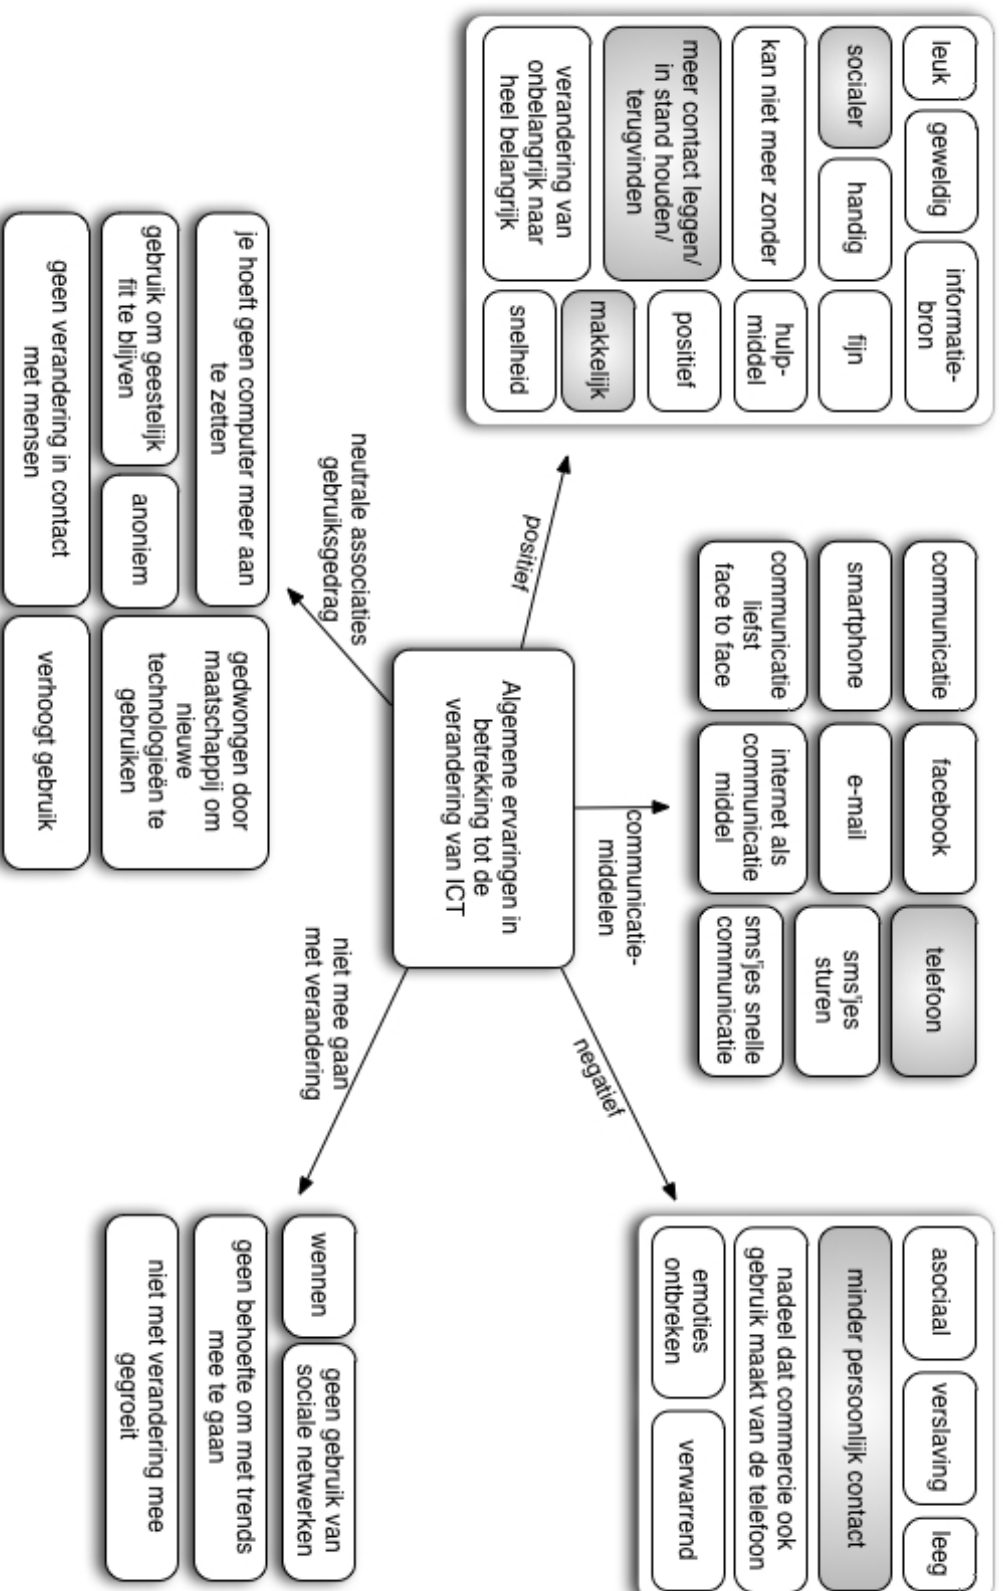 leuk
geweldig
informatie-
bron
socialer
handig
fijn
kan niet meer zonder
hulp-
middel
meer contact leggen/
in stand houden/
terugvinden
positief
makkelijk
verandering van
onbelangrijk naar
heel belangrijk
snelheid
positief
communicatie
facebook
telefoon
smartphone
e-mail
sms'jes
sturen
communicatie
liefst
face to face
internet als
communicatie
middel
sms'jes snelle
communicatie
communicatie-
middelen
asociaal
verslaving
leeg
minder persoonlijk contact
nadeel dat commercie ook
gebruik maakt van de telefoon
emoties
ontbreken
verwarrend
negatief
Algemene ervaringen in
betrekking tot de
verandering van ICT
neutrale associaties
gebruiksgedrag
je hoeft geen computer meer aan
te zetten
gedwongen door
maatschappij om
nieuwe
technologieën te
gebruiken
gebruik om geestelijk
fit te blijven
anoniem
geen verandering in contact
met mensen
verhoogt gebruik
niet mee gaan
met verandering
wennen
geen gebruik van
sociale netwerken
geen behoefte om met trends
mee te gaan
niet met verandering mee
gegroeit